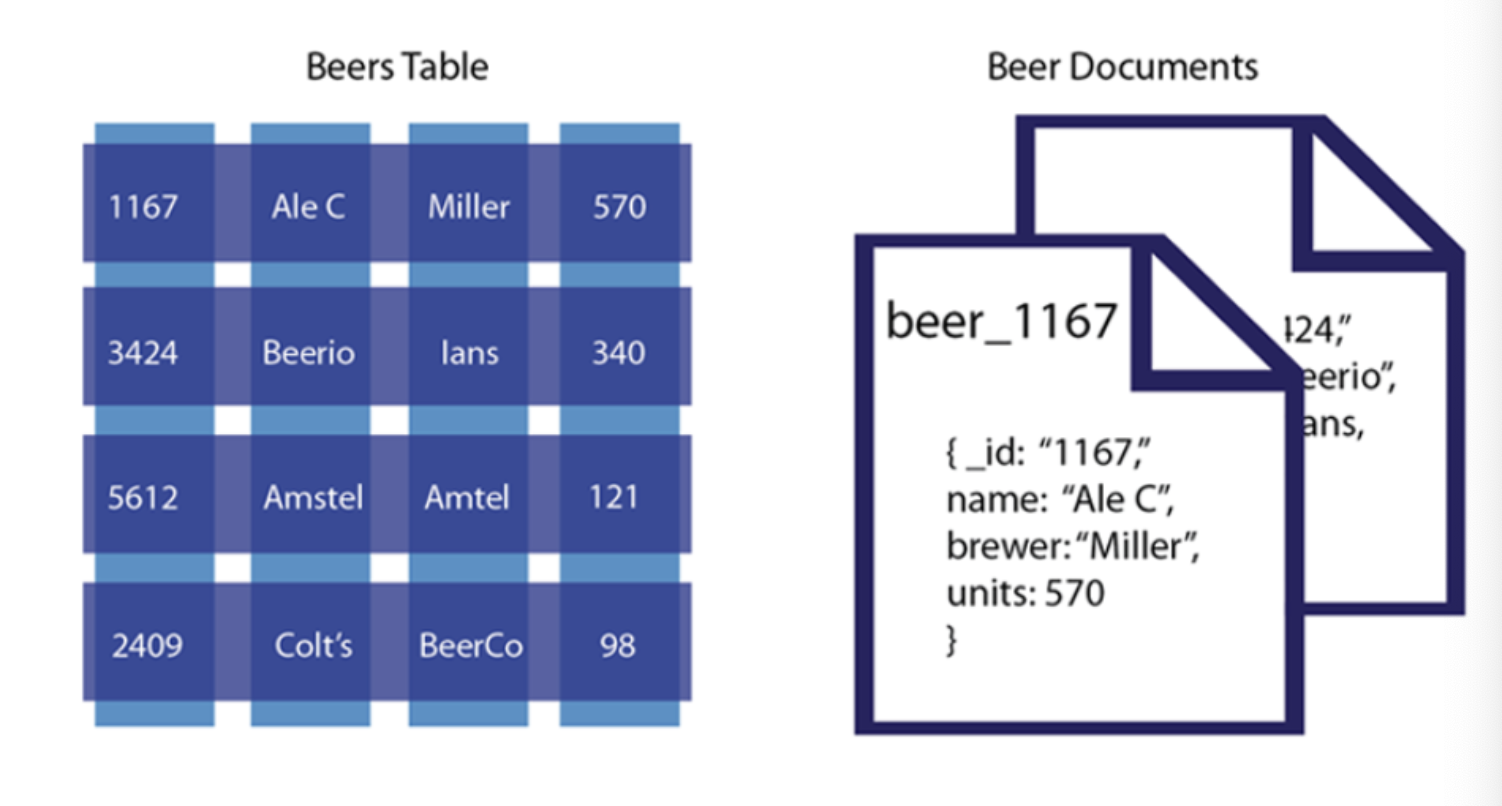 Beers Table
1167 Ale C Miller 570
3424 Beerio Ians 340
5612 Amstel Amtel 121
2409 Colt's BeerCo 98
Beer Documents
beer_1167
{ _id: “1167,”
name: “Ale C”,
brewer:“Miller”,
units: 570
}
424,”
eerio”,
ans,